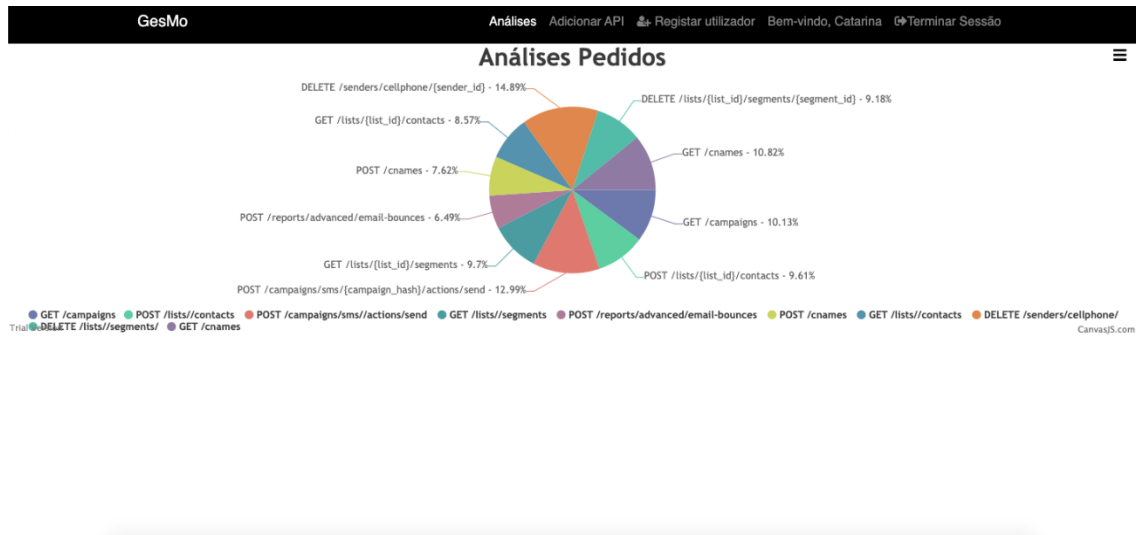 GesMo
Análises Adicionar API Registar utilizador Bem-vindo, Catarina Terminar Sessão
Análises Pedidos
DELETE /senders/cellphone/{sender_id} - 14.89%
DELETE /lists/{list_id}/segments/{segment_id} - 9.18%
GET /lists/{list_id}/contacts - 8.57%
GET /cnames - 10.82%
POST /cnames - 7.62%
POST /reports/advanced/email-bounces - 6.49%
GET /campaigns - 10.13%
GET /lists/{list_id}/segments - 9.7%
POST /lists/{list_id}/contacts - 9.61%
POST /campaigns/sms/{campaign_hash}/actions/send - 12.99%
GET /campaigns POST /lists//contacts POST /campaigns/sms//actions/send GET /lists//segments POST /reports/advanced/email-bounces POST /cnames GET /lists//contacts DELETE /senders/cellphone/
DELETE /lists//segments/ GET /cnames
Trial Version
CanvasJS.com